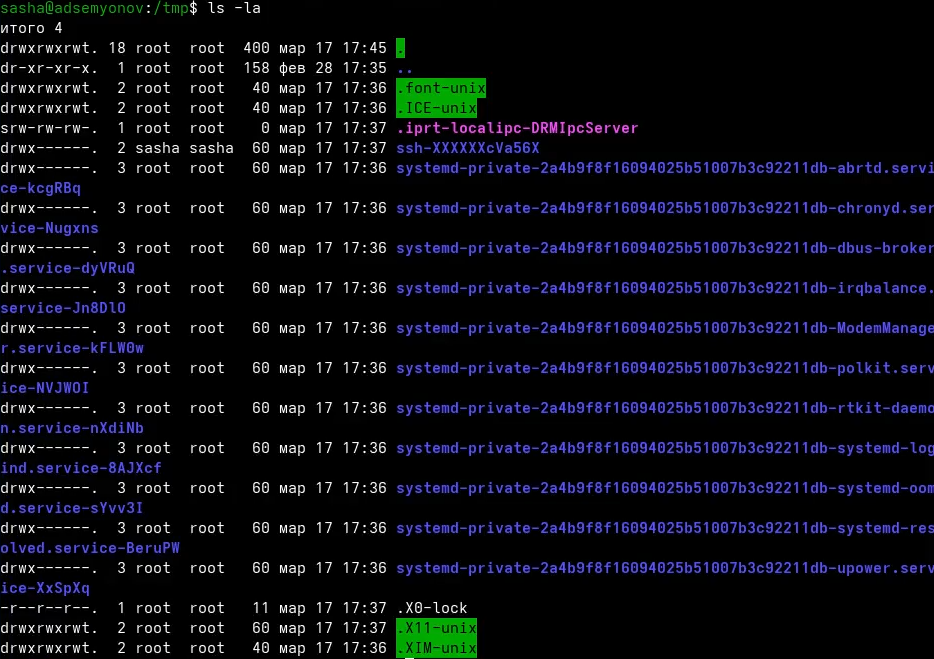 sasha@adsemyonov:/tmp$ ls -la
итого 4
drwxrwxrwt. 18 root  root  400 мар 17 17:45 .
dr-xr-xr-x.  1 root  root  158 фев 28 17:35 ..
drwxrwxrwt.  2 root  root   40 мар 17 17:36 .font-unix
drwxrwxrwt.  2 root  root   40 мар 17 17:36 .ICE-unix
srw-rw-rw-.  1 root  root    0 мар 17 17:37 .iprt-localipc-DRMIpcServer
drwx------.  2 sasha sasha  60 мар 17 17:37 ssh-XXXXXXcVa56X
drwx------.  3 root  root   60 мар 17 17:36 systemd-private-2a4b9f8f16094025b51007b3c92211db-abrtd.servi
ce-kcgRBq
drwx------.  3 root  root   60 мар 17 17:36 systemd-private-2a4b9f8f16094025b51007b3c92211db-chronyd.ser
vice-Nugxns
drwx------.  3 root  root   60 мар 17 17:36 systemd-private-2a4b9f8f16094025b51007b3c92211db-dbus-broker
.service-dyVRuQ
drwx------.  3 root  root   60 мар 17 17:36 systemd-private-2a4b9f8f16094025b51007b3c92211db-irqbalance.
service-Jn8DlO
drwx------.  3 root  root   60 мар 17 17:36 systemd-private-2a4b9f8f16094025b51007b3c92211db-ModemManage
r.service-kFLW0w
drwx------.  3 root  root   60 мар 17 17:36 systemd-private-2a4b9f8f16094025b51007b3c92211db-polkit.serv
ice-NVJWOI
drwx------.  3 root  root   60 мар 17 17:36 systemd-private-2a4b9f8f16094025b51007b3c92211db-rtkit-daemo
n.service-nXdiNb
drwx------.  3 root  root   60 мар 17 17:36 systemd-private-2a4b9f8f16094025b51007b3c92211db-systemd-log
ind.service-8AJXcf
drwx------.  3 root  root   60 мар 17 17:36 systemd-private-2a4b9f8f16094025b51007b3c92211db-systemd-oom
d.service-sYvv3I
drwx------.  3 root  root   60 мар 17 17:36 systemd-private-2a4b9f8f16094025b51007b3c92211db-systemd-res
olved.service-BeruPW
drwx------.  3 root  root   60 мар 17 17:36 systemd-private-2a4b9f8f16094025b51007b3c92211db-upower.serv
ice-XxSpXq
-r--r--r--.  1 root  root   11 мар 17 17:37 .X0-lock
drwxrwxrwt.  2 root  root   60 мар 17 17:37 .X11-unix
drwxrwxrwt.  2 root  root   40 мар 17 17:36 .XIM-unix